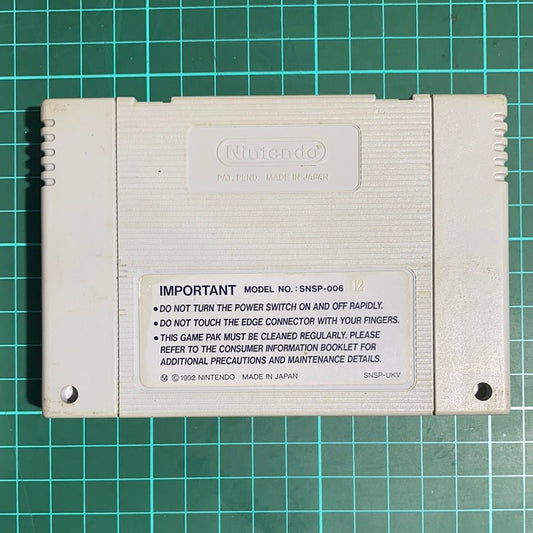 Nintendo
PAT. PEND. MADE IN JAPAN
IMPORTANT MODEL NO.: SNSP-006 12
• DO NOT TURN THE POWER SWITCH ON AND OFF RAPIDLY.
• DO NOT TOUCH THE EDGE CONNECTOR WITH YOUR FINGERS.
• THIS GAME PAK MUST BE CLEANED REGULARLY. PLEASE
REFER TO THE CONSUMER INFORMATION BOOKLET FOR
ADDITIONAL PRECAUTIONS AND MAINTENANCE DETAILS.
Ⓜ © 1992 NINTENDO MADE IN JAPAN SNSP-UKV